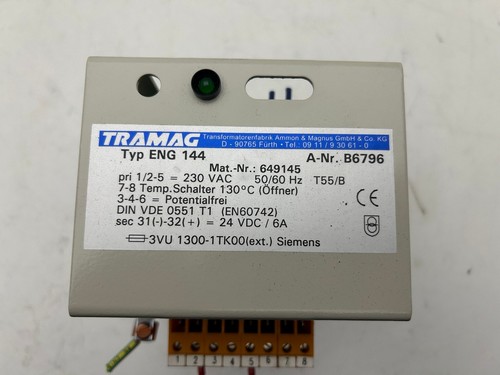 TRAMAG
Transformatorenfabrik Ammon & Magnus GmbH & Co. KG
D - 90765 Fürth · Tel.: 09 11 / 9 30 61 - 0
Typ ENG 144 A-Nr. B6796
Mat.-Nr.: 649145
pri 1/2-5 = 230 VAC 50/60 Hz T55/B
7-8 Temp.Schalter 130°C (Öffner)
3-4-6 = Potentialfrei
DIN VDE 0551 T1 (EN60742)
sec 31(-)-32(+) = 24 VDC / 6A
3VU 1300-1TK00(ext.) Siemens
CE
1 2 3 4 5 6 7 8